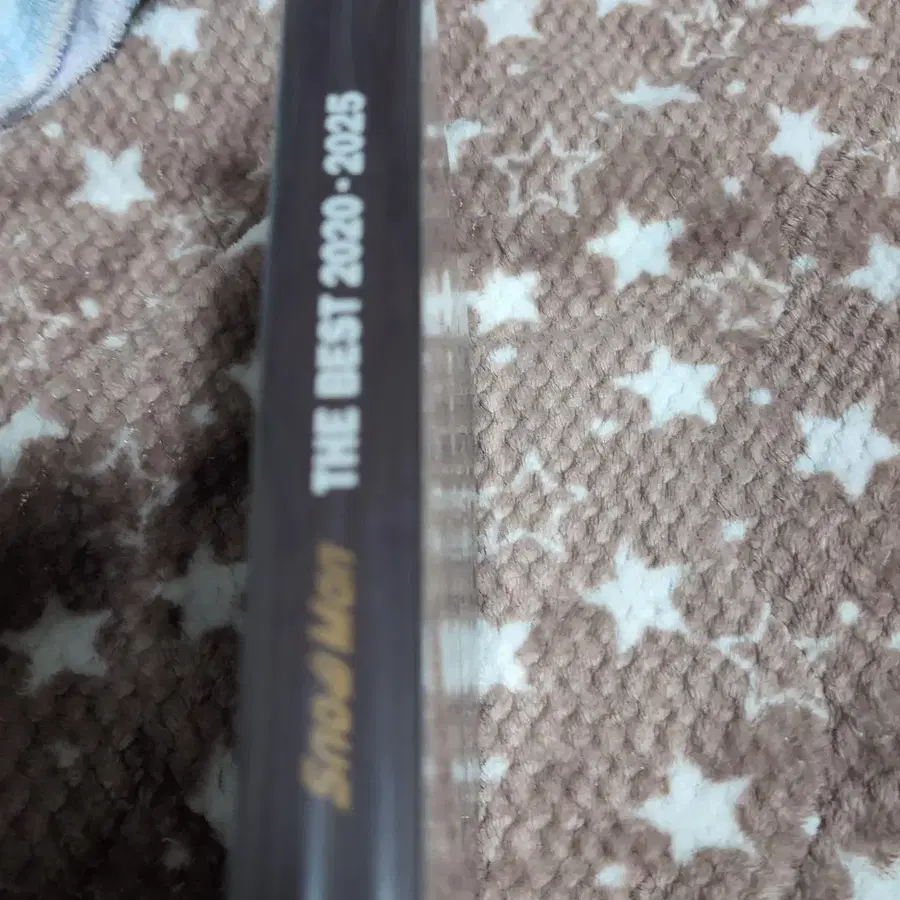 Snow Man
THE BEST 2020 - 2025